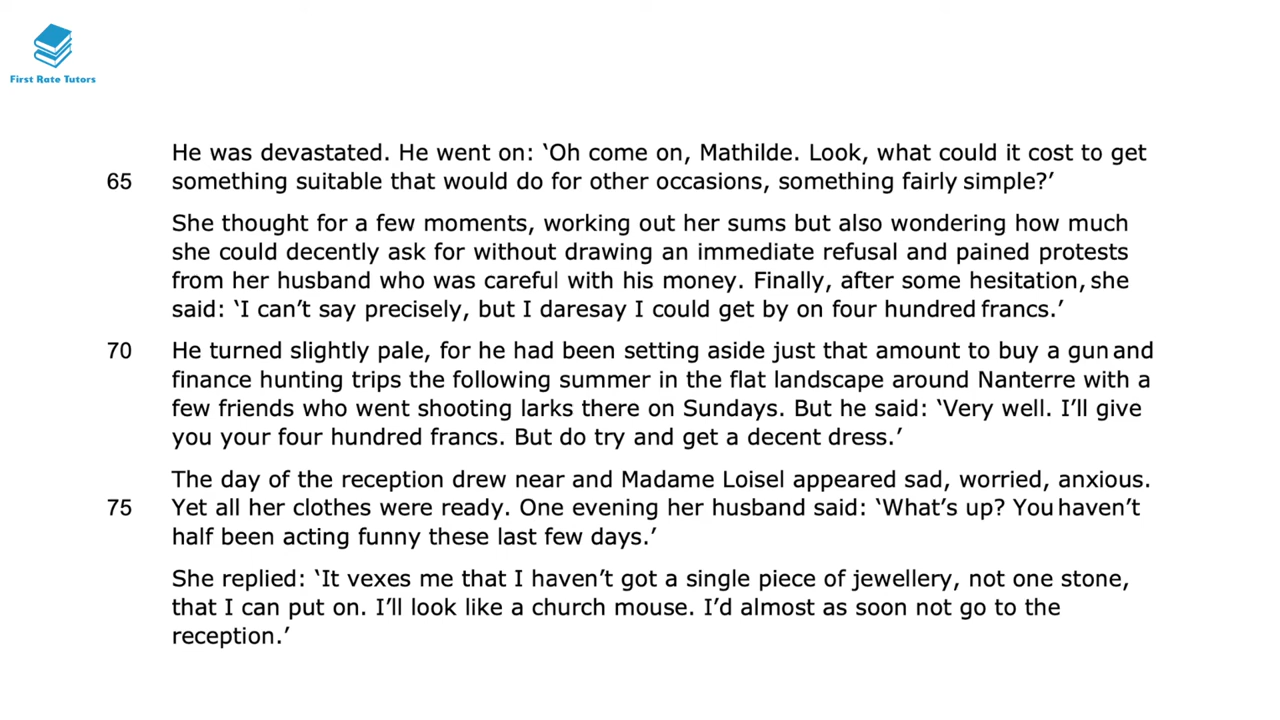 First Rate Tutors
He was devastated. He went on: ‘Oh come on, Mathilde. Look, what could it cost to get
65 something suitable that would do for other occasions, something fairly simple?’
She thought for a few moments, working out her sums but also wondering how much
she could decently ask for without drawing an immediate refusal and pained protests
from her husband who was careful with his money. Finally, after some hesitation, she
said: ‘I can’t say precisely, but I daresay I could get by on four hundred francs.’
70 He turned slightly pale, for he had been setting aside just that amount to buy a gun and
finance hunting trips the following summer in the flat landscape around Nanterre with a
few friends who went shooting larks there on Sundays. But he said: ‘Very well. I’ll give
you your four hundred francs. But do try and get a decent dress.’
The day of the reception drew near and Madame Loisel appeared sad, worried, anxious.
75 Yet all her clothes were ready. One evening her husband said: ‘What’s up? You haven’t
half been acting funny these last few days.’
She replied: ‘It vexes me that I haven’t got a single piece of jewellery, not one stone,
that I can put on. I’ll look like a church mouse. I’d almost as soon not go to the
reception.’